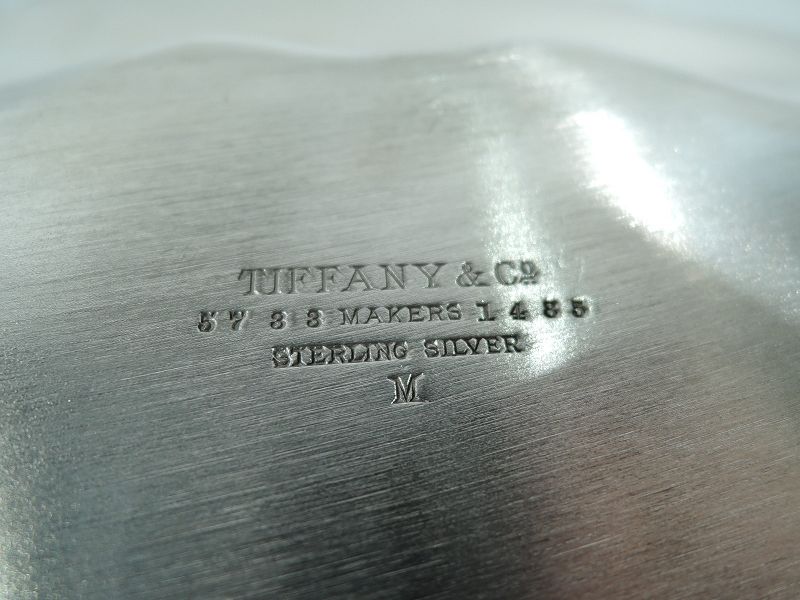 TIFFANY & Co
5733 MAKERS 1485
STERLING SILVER
M